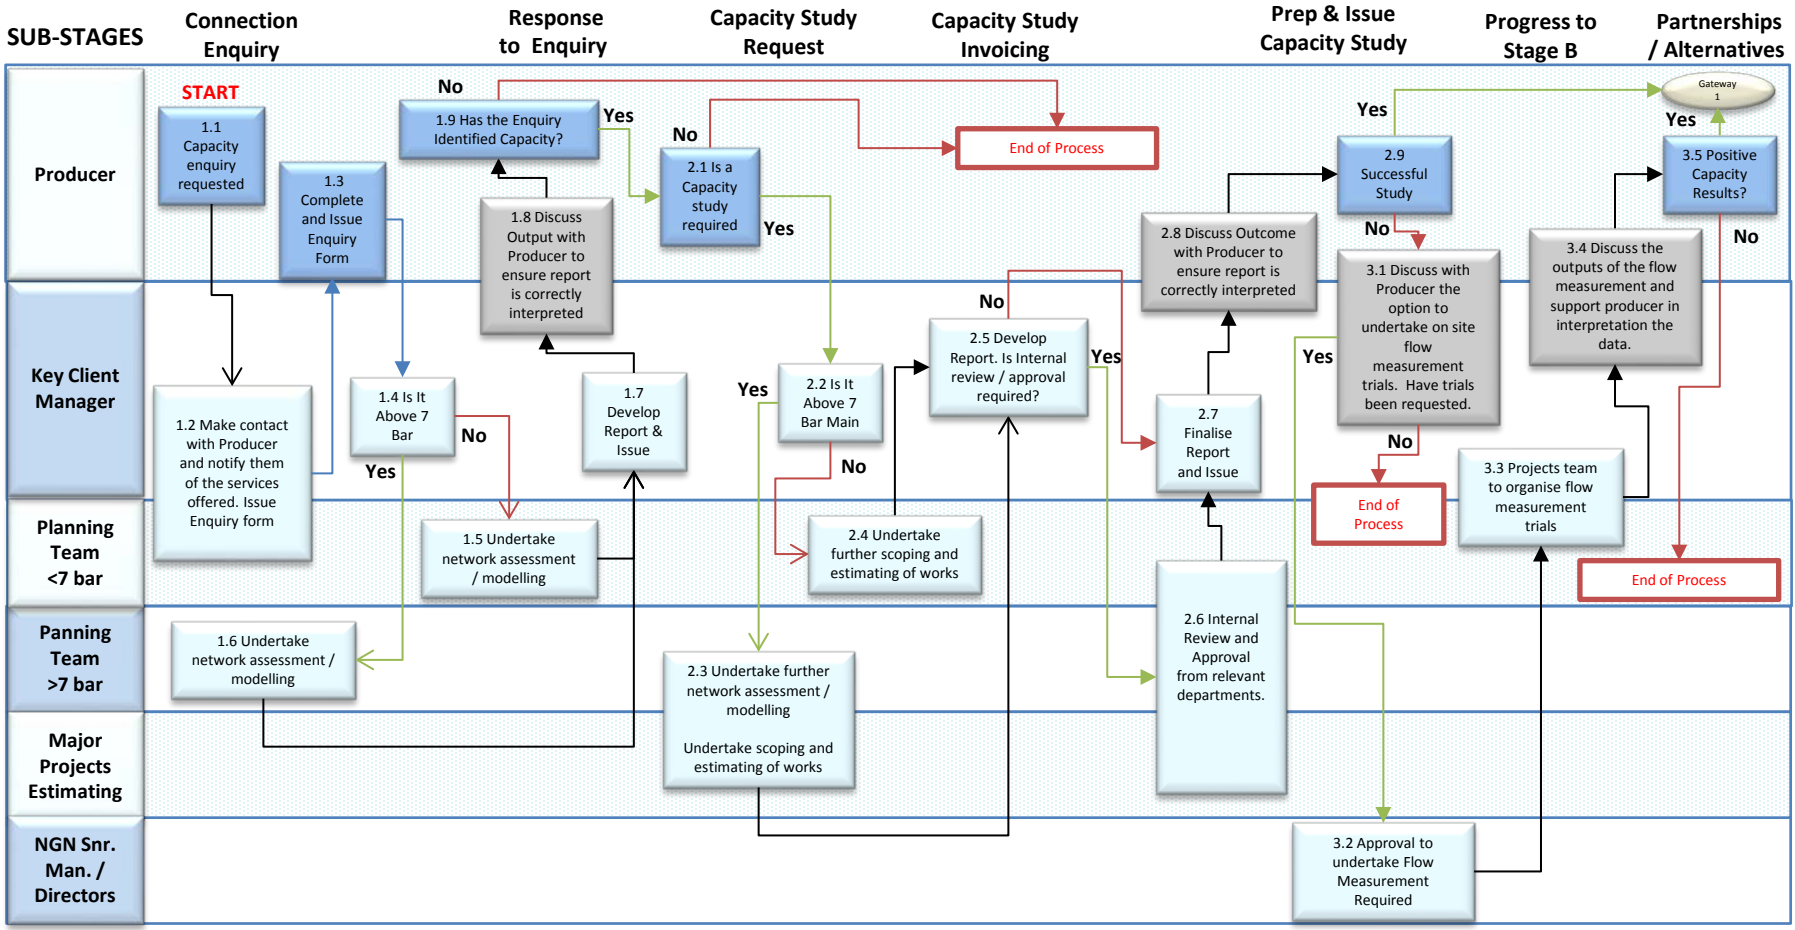 SUB-STAGES
Connection
Enquiry
Response
to Enquiry
Capacity Study
Request
Capacity Study
Invoicing
Prep & Issue
Capacity Study
Progress to
Stage B
Partnerships
/ Alternatives
Producer
START
1.1
Capacity
enquiry
requested
1.3
Complete
and Issue
Enquiry
Form
No
1.9 Has the Enquiry
Identified Capacity?
Yes
1.8 Discuss
Output with
Producer to
ensure report
is correctly
interpreted
No
2.1 Is a
Capacity
study
required
Yes
End of Process
2.8 Discuss Outcome
with Producer to
ensure report is
correctly interpreted
Yes
2.9
Successful
Study
No
3.1 Discuss with
Producer the
option to
undertake on site
flow
measurement
trials. Have trials
been requested.
Yes
No
End of
Process
Gateway
1
Yes
3.5 Positive
Capacity
Results?
No
3.4 Discuss the
outputs of the flow
measurement and
support producer in
interpretation the
data.
Key Client
Manager
1.2 Make contact
with Producer
and notify them
of the services
offered. Issue
Enquiry form
1.4 Is It
Above 7
Bar
No
Yes
1.7
Develop
Report &
Issue
Yes
2.2 Is It
Above 7
Bar Main
No
No
2.5 Develop
Report. Is Internal
review / approval
required?
Yes
2.7
Finalise
Report
and Issue
3.3 Projects team
to organise flow
measurement
trials
Planning
Team
<7 bar
1.5 Undertake
network assessment
/ modelling
2.4 Undertake
further scoping and
estimating of works
End of Process
Panning
Team
>7 bar
1.6 Undertake
network assessment /
modelling
2.3 Undertake further
network assessment /
modelling
Undertake scoping and
estimating of works
2.6 Internal
Review and
Approval
from relevant
departments.
Major
Projects
Estimating
NGN Snr.
Man. /
Directors
3.2 Approval to
undertake Flow
Measurement
Required